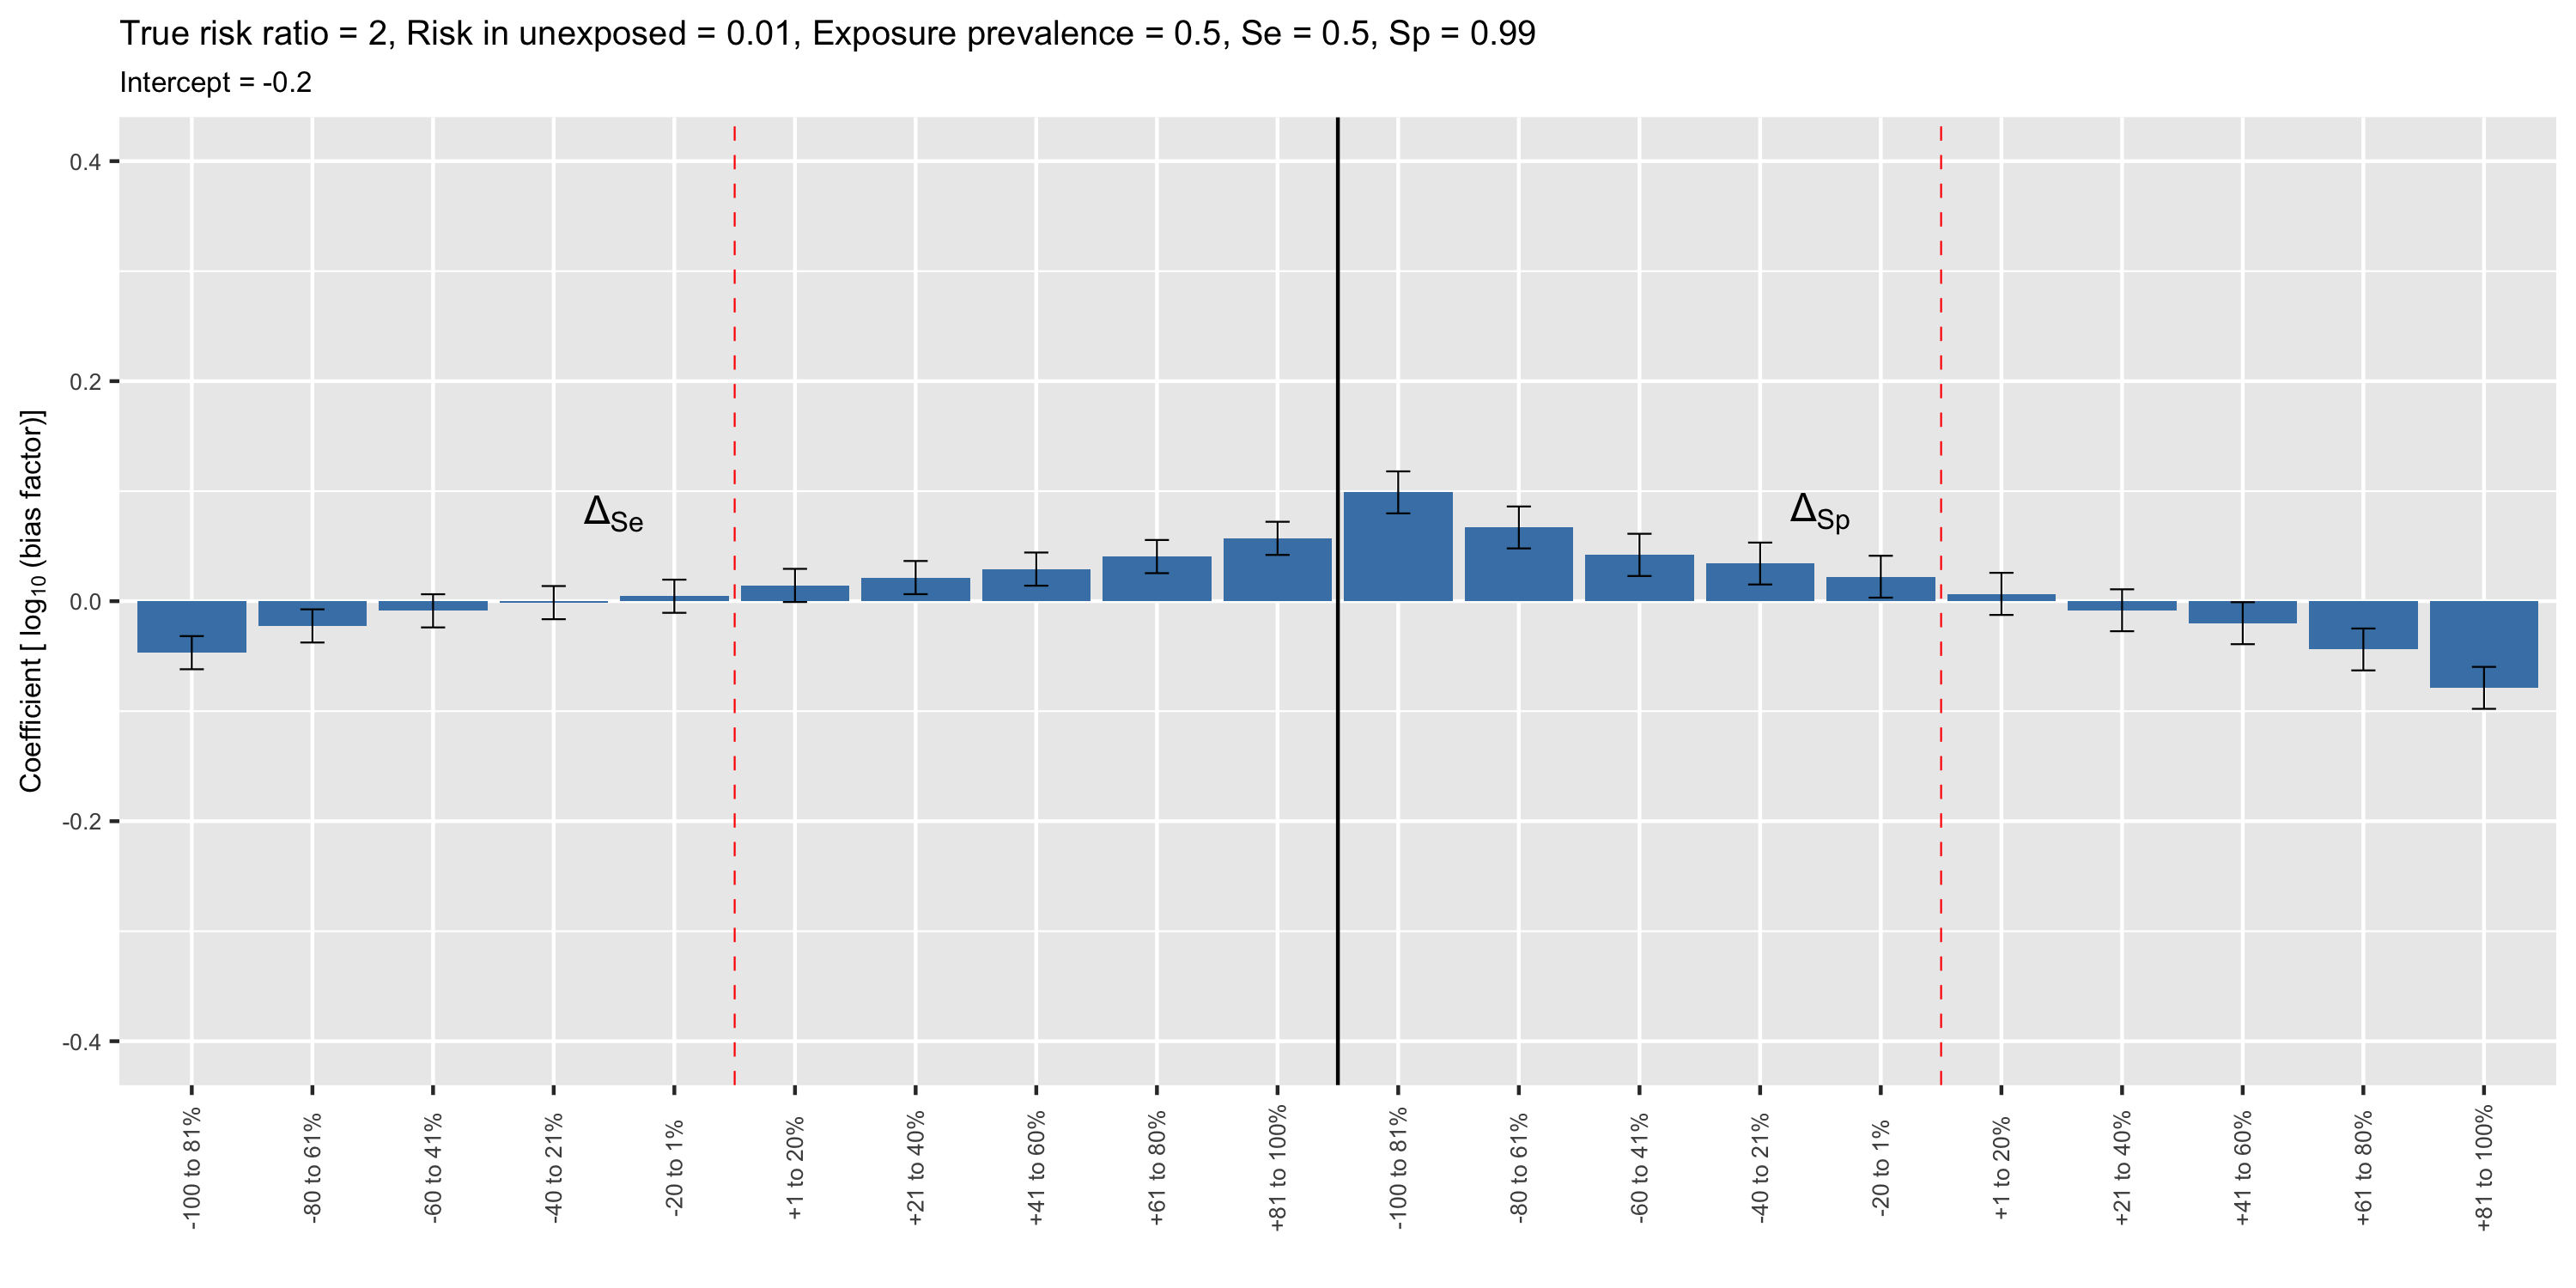 True risk ratio = 2, Risk in unexposed = 0.01, Exposure prevalence = 0.5, Se = 0.5, Sp = 0.99
Intercept = -0.2
Coefficient [ log₁₀ (bias factor)]
0.4
0.2
0.0
-0.2
-0.4
Δ_Se
Δ_Sp
-100 to 81%
-80 to 61%
-60 to 41%
-40 to 21%
-20 to 1%
+1 to 20%
+21 to 40%
+41 to 60%
+61 to 80%
+81 to 100%
-100 to 81%
-80 to 61%
-60 to 41%
-40 to 21%
-20 to 1%
+1 to 20%
+21 to 40%
+41 to 60%
+61 to 80%
+81 to 100%